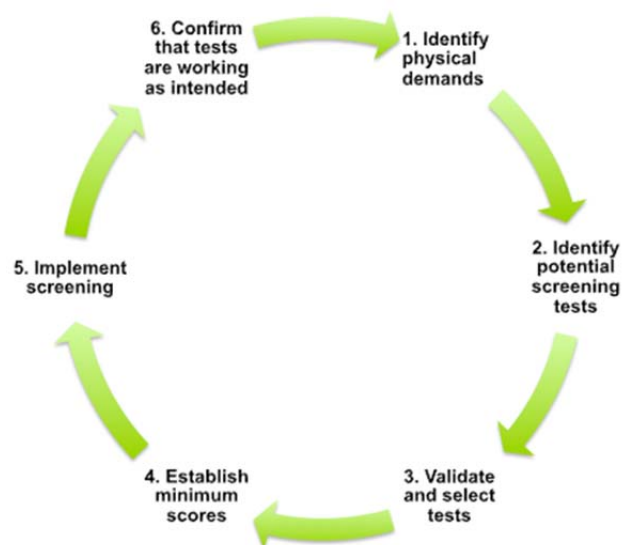 1. Identify
physical
demands
2. Identify
potential
screening
tests
3. Validate
and select
tests
4. Establish
minimum
scores
5. Implement
screening
6. Confirm
that tests
are working
as intended